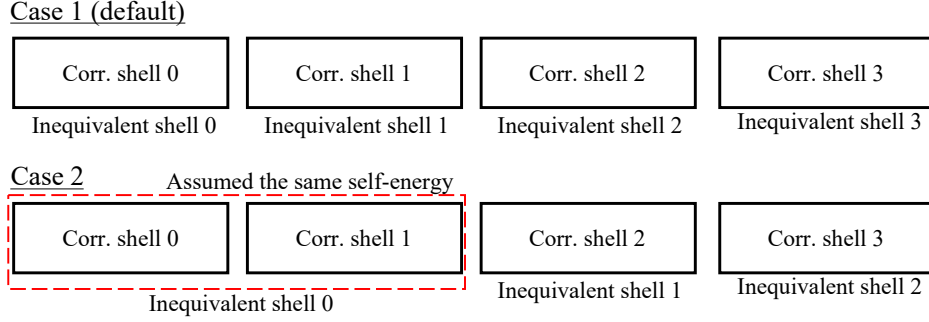 Case 1 (default)
Corr. shell 0 Corr. shell 1 Corr. shell 2 Corr. shell 3
Inequivalent shell 0 Inequivalent shell 1 Inequivalent shell 2 Inequivalent shell 3
Case 2 Assumed the same self-energy
Corr. shell 0 Corr. shell 1 Corr. shell 2 Corr. shell 3
Inequivalent shell 0 Inequivalent shell 1 Inequivalent shell 2